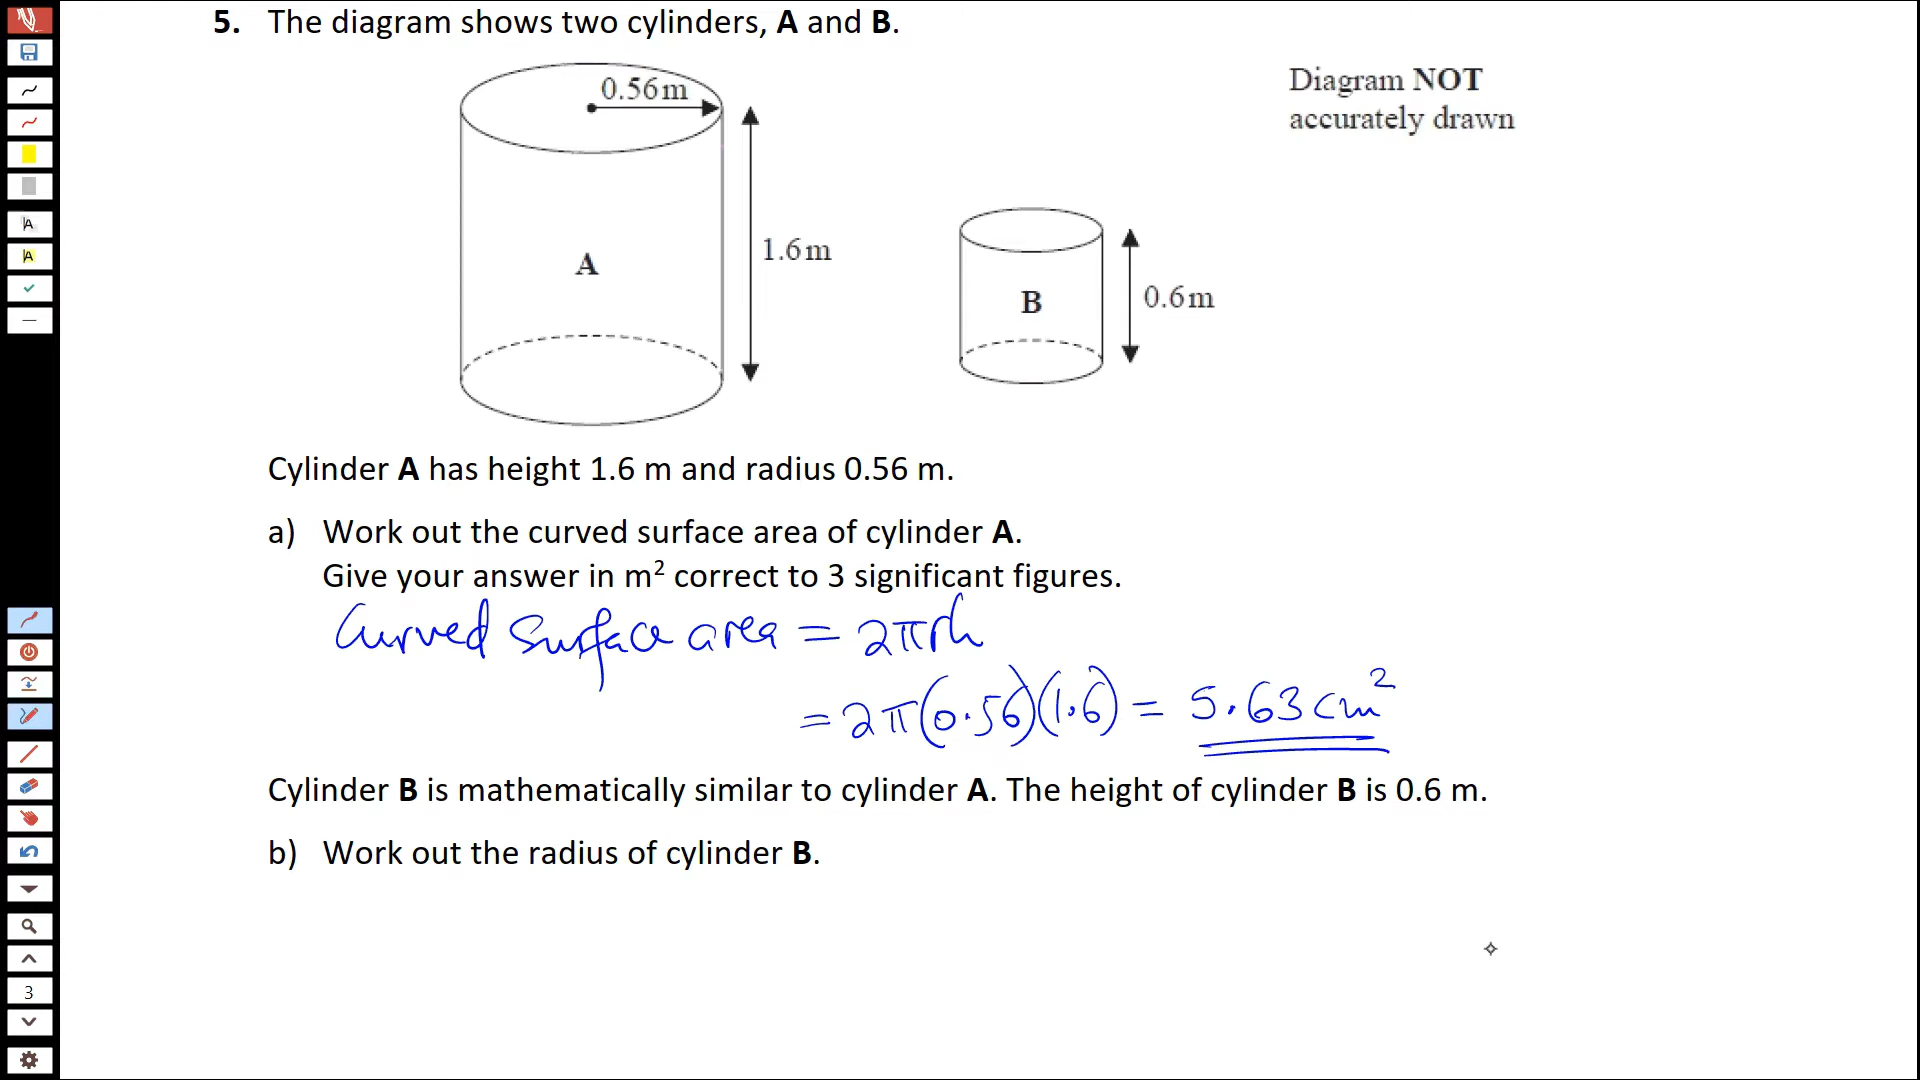 5. The diagram shows two cylinders, A and B.
0.56 m
Diagram NOT
accurately drawn
1.6 m
A
B
0.6 m
Cylinder A has height 1.6 m and radius 0.56 m.
a) Work out the curved surface area of cylinder A.
Give your answer in m² correct to 3 significant figures.
Curved surface area = 2πrh
= 2π(0.56)(1.6) = 5.63 cm²
Cylinder B is mathematically similar to cylinder A. The height of cylinder B is 0.6 m.
b) Work out the radius of cylinder B.
A
A
3